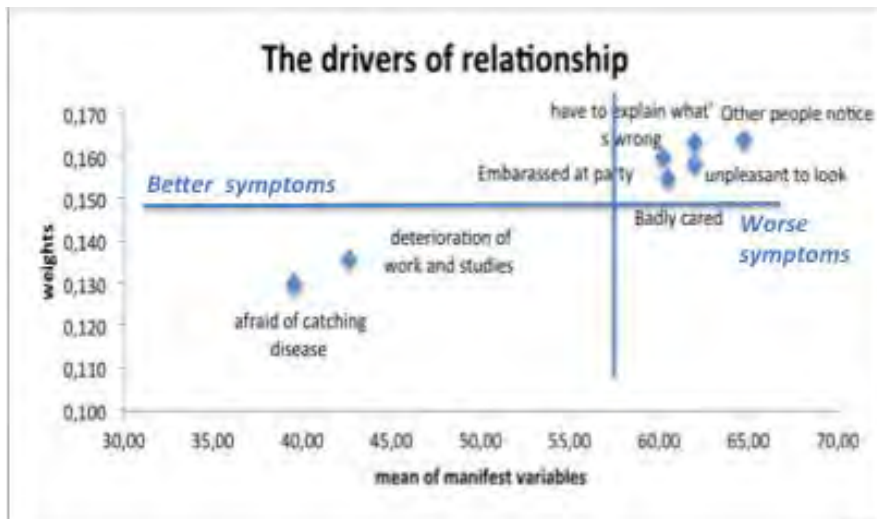 The drivers of relationship
0,170
0,160
0,150
0,140
0,130
0,120
0,110
0,100
weights
30,00 35,00 40,00 45,00 50,00 55,00 60,00 65,00 70,00
mean of manifest variables
have to explain what'
s wrong
Other people notice
Embarassed at party
unpleasant to look
Better symptoms
Badly cared
Worse
symptoms
deterioration of
work and studies
afraid of catching
disease